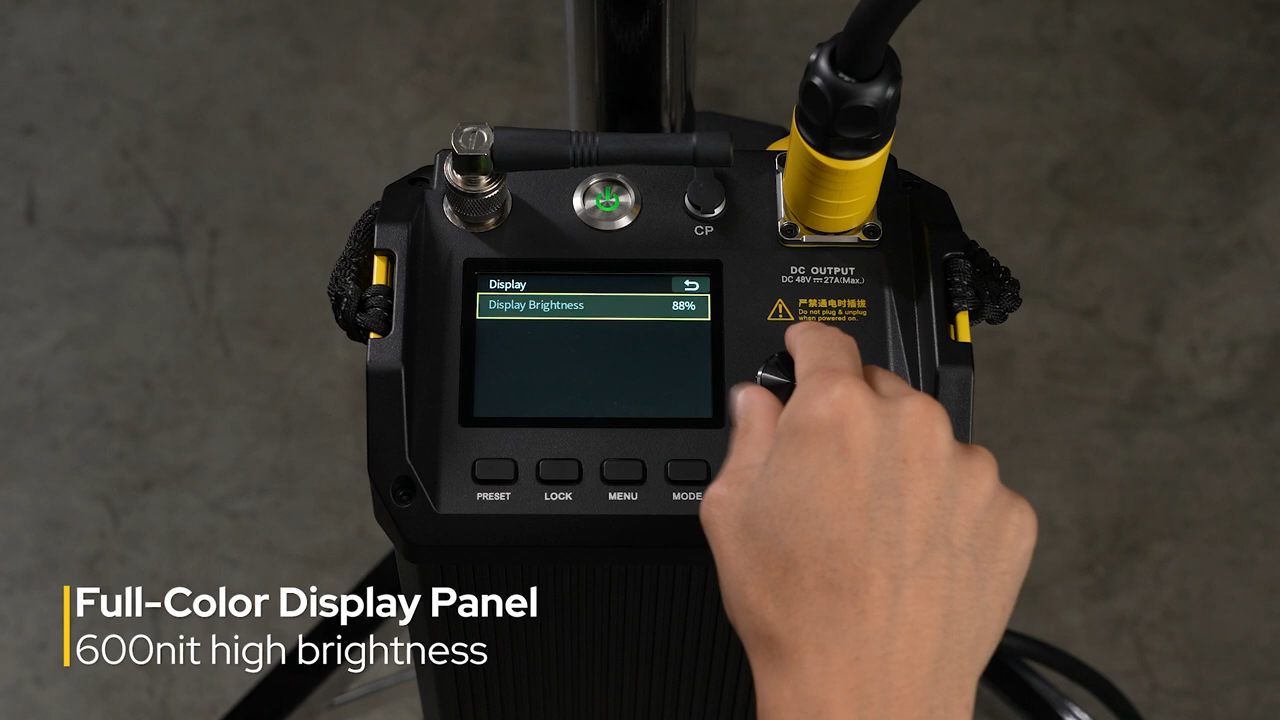 CP
DC OUTPUT
DC 48V⎓27A(Max.)
严禁通电时插拔
Do not plug & unplug
when powered on.
Display
Display Brightness 88%
PRESET LOCK MENU MODE
Full-Color Display Panel
600nit high brightness